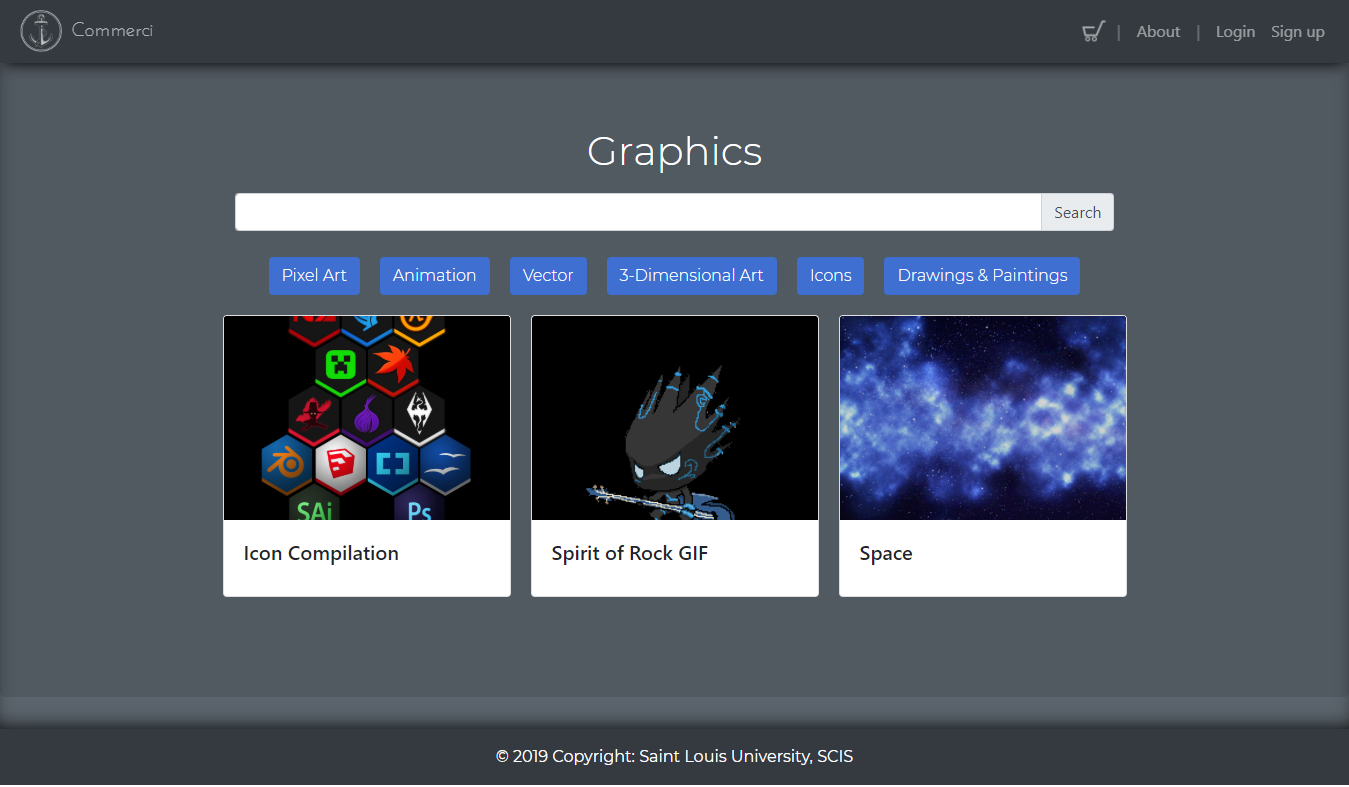 Commerci
| About | Login Sign up
Graphics
Search
Pixel Art Animation Vector 3-Dimensional Art Icons Drawings & Paintings
SAi Ps
Icon Compilation Spirit of Rock GIF Space
© 2019 Copyright: Saint Louis University, SCIS